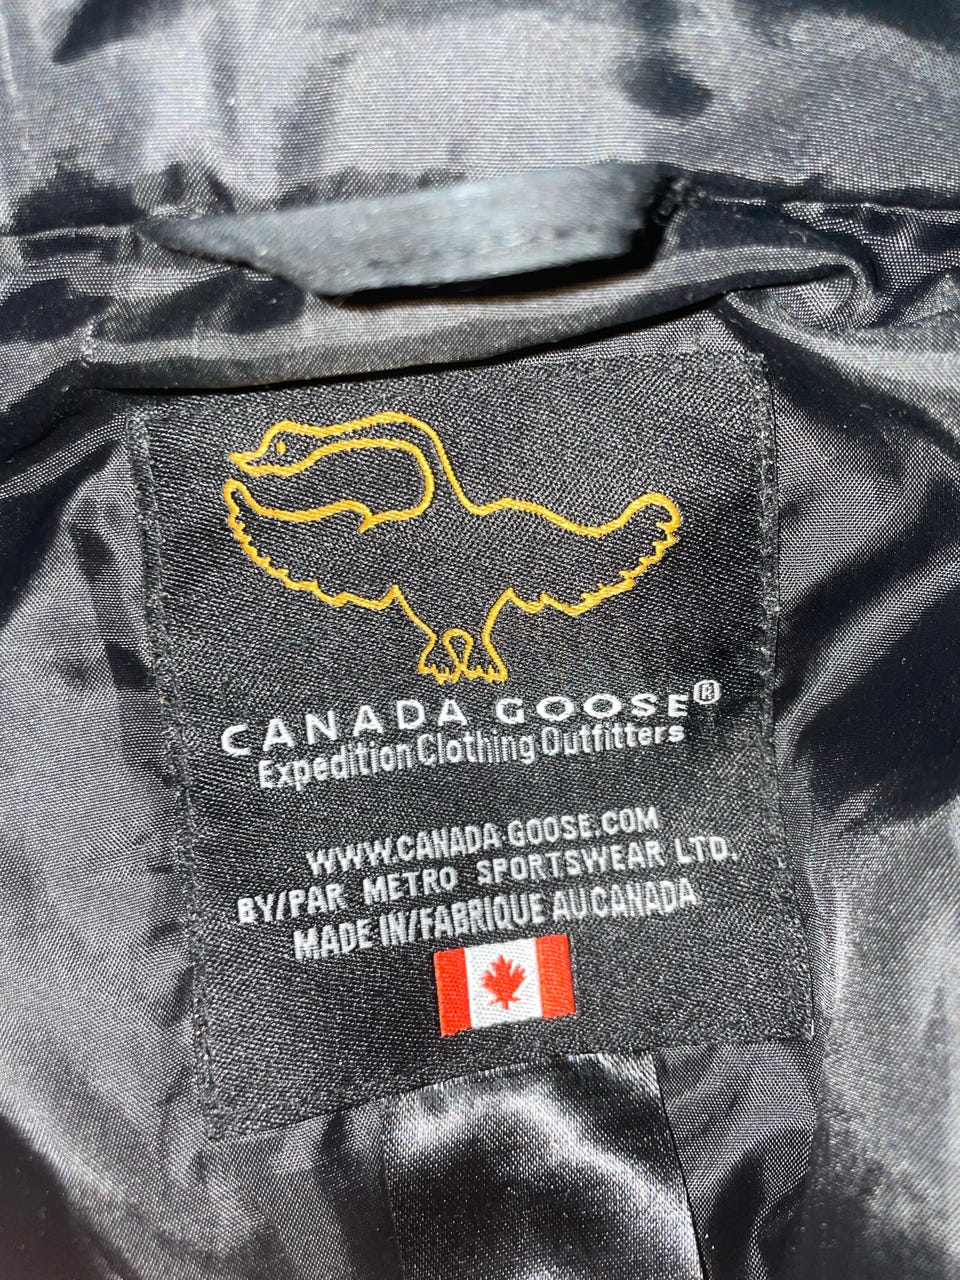 CANADA GOOSE®
Expedition Clothing Outfitters
WWW.CANADA-GOOSE.COM
BY/PAR METRO SPORTSWEAR LTD.
MADE IN/FABRIQUE AU CANADA